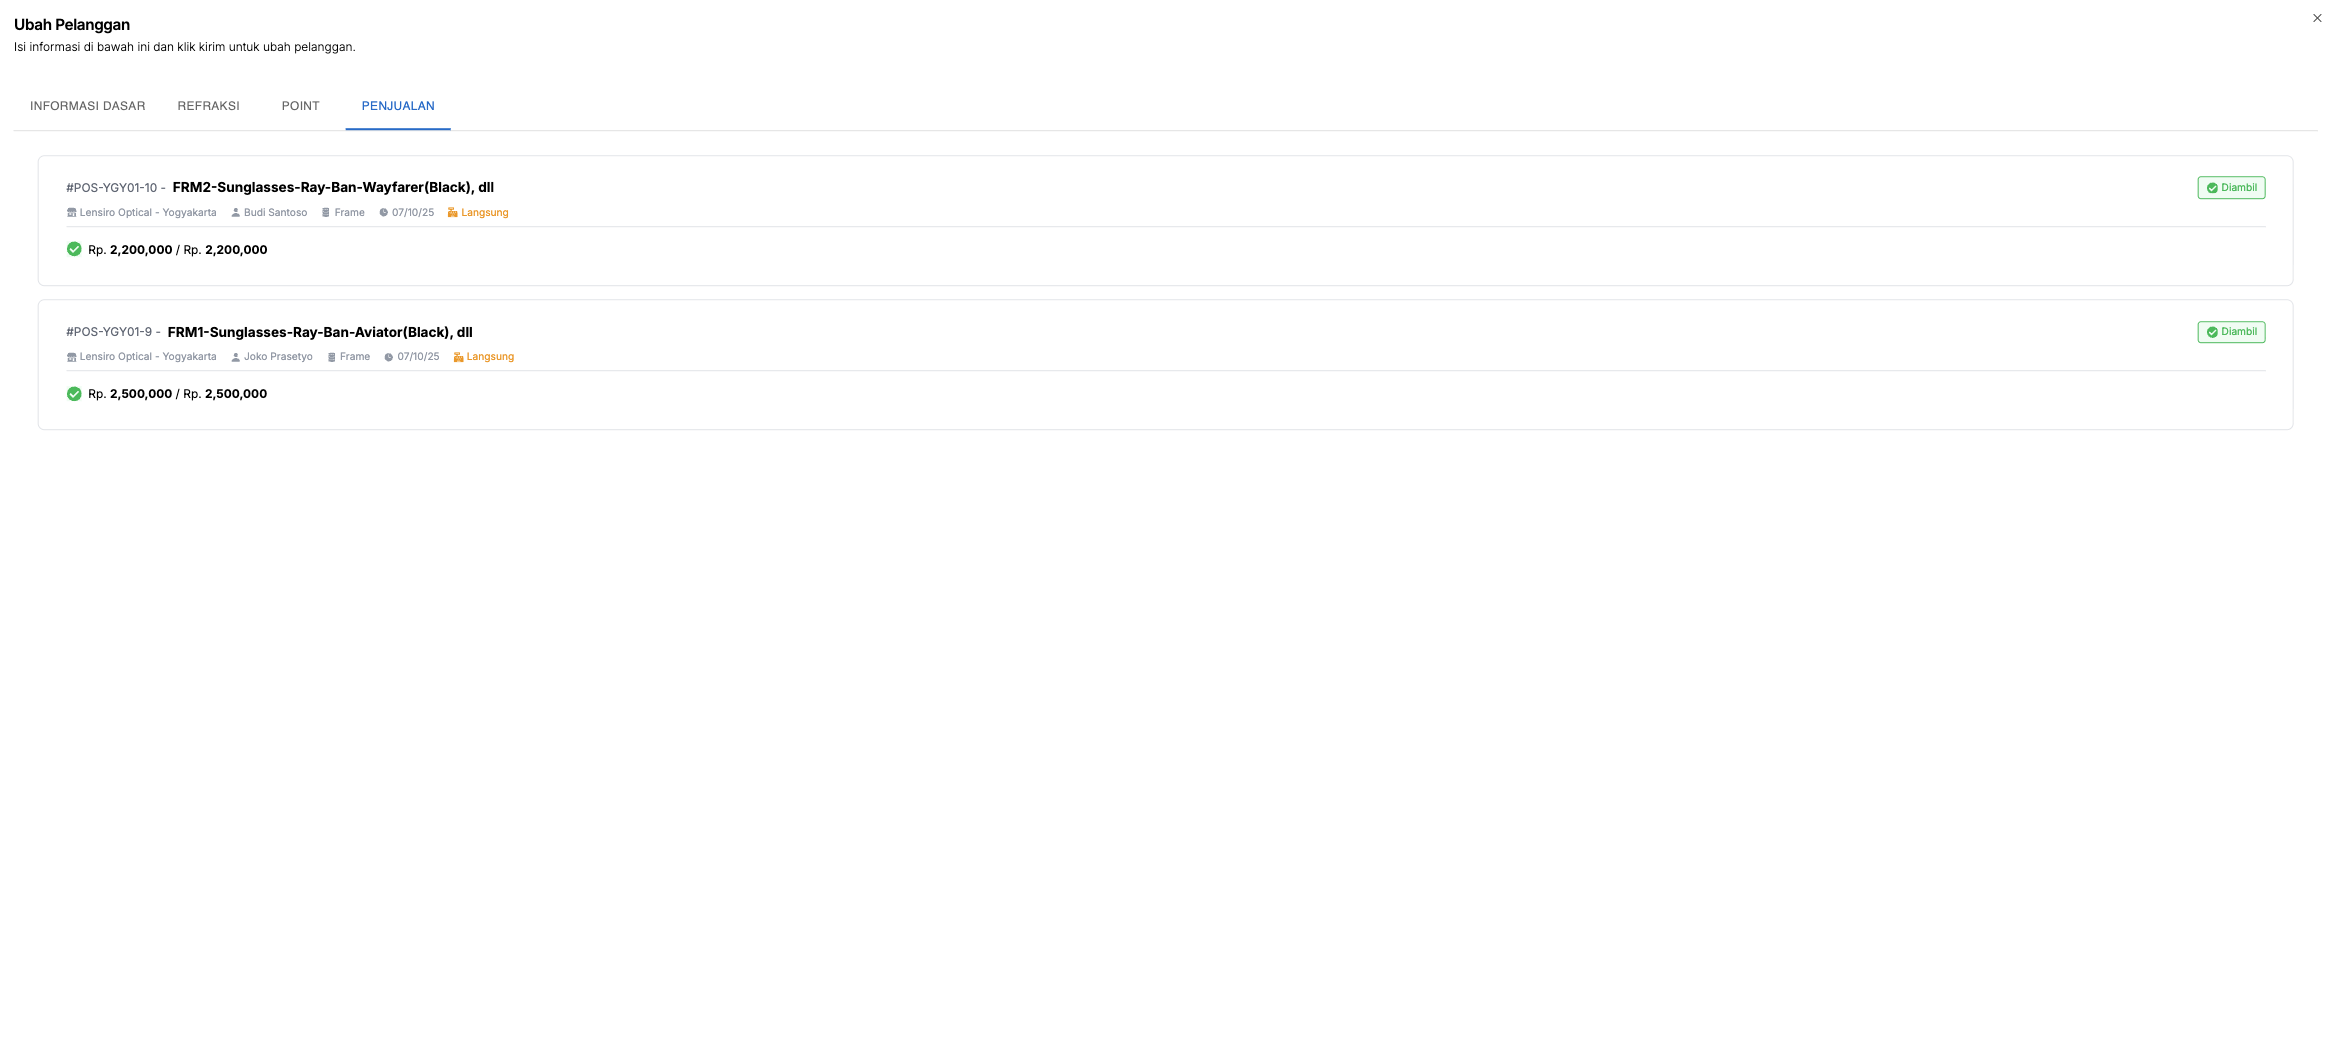 Ubah Pelanggan
Isi informasi di bawah ini dan klik kirim untuk ubah pelanggan.
INFORMASI DASAR REFRAKSI POINT PENJUALAN
#POS-YGY01-10 - FRM2-Sunglasses-Ray-Ban-Wayfarer(Black), dll Diambil
Lensiro Optical - Yogyakarta Budi Santoso Frame 07/10/25 Langsung
Rp. 2,200,000 / Rp. 2,200,000
#POS-YGY01-9 - FRM1-Sunglasses-Ray-Ban-Aviator(Black), dll Diambil
Lensiro Optical - Yogyakarta Joko Prasetyo Frame 07/10/25 Langsung
Rp. 2,500,000 / Rp. 2,500,000